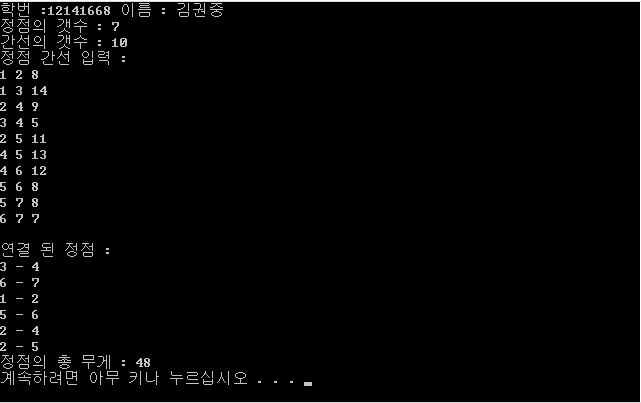 학번 :12141668 이름 : 김권중
정점의 갯수 : 7
간선의 갯수 : 10
정점 간선 입력 :
1 2 8
1 3 14
2 4 9
3 4 5
2 5 11
4 5 13
4 6 12
5 6 8
5 7 8
6 7 7
연결 된 정점 :
3 - 4
6 - 7
1 - 2
5 - 6
2 - 4
2 - 5
정점의 총 무게 : 48
계속하려면 아무 키나 누르십시오 . . .